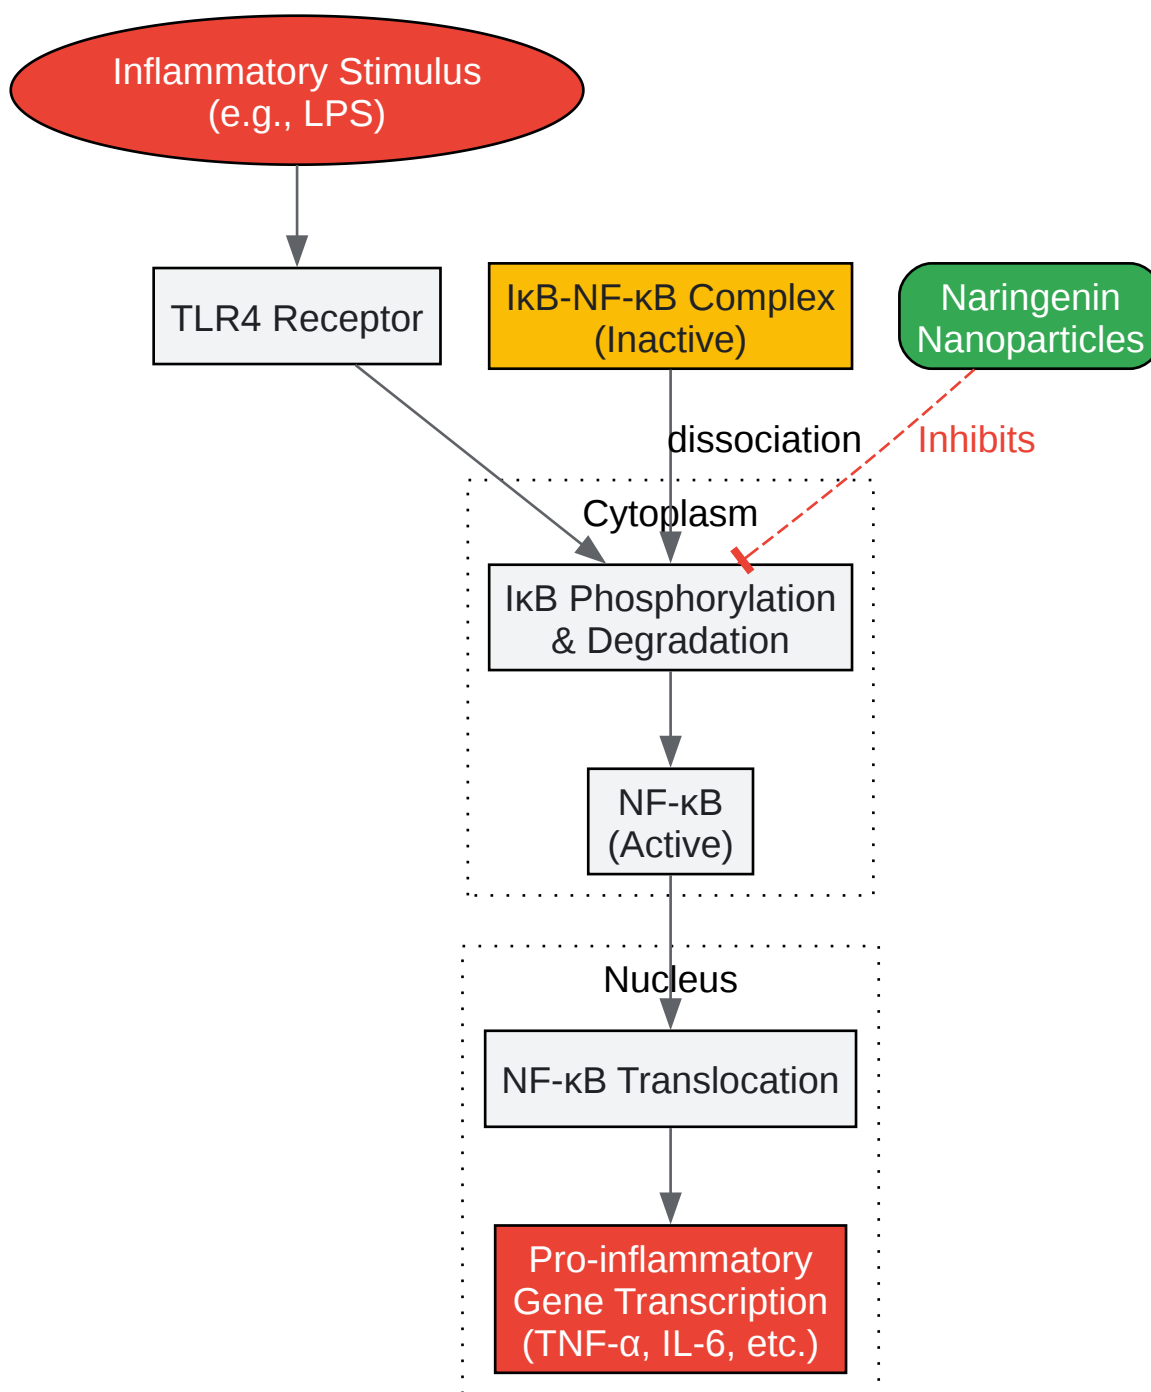 Inflammatory Stimulus
(e.g., LPS)
TLR4 Receptor
IκB-NF-κB Complex
(Inactive)
Naringenin
Nanoparticles
dissociation
Inhibits
Cytoplasm
IκB Phosphorylation
& Degradation
NF-κB
(Active)
Nucleus
NF-κB Translocation
Pro-inflammatory
Gene Transcription
(TNF-α, IL-6, etc.)